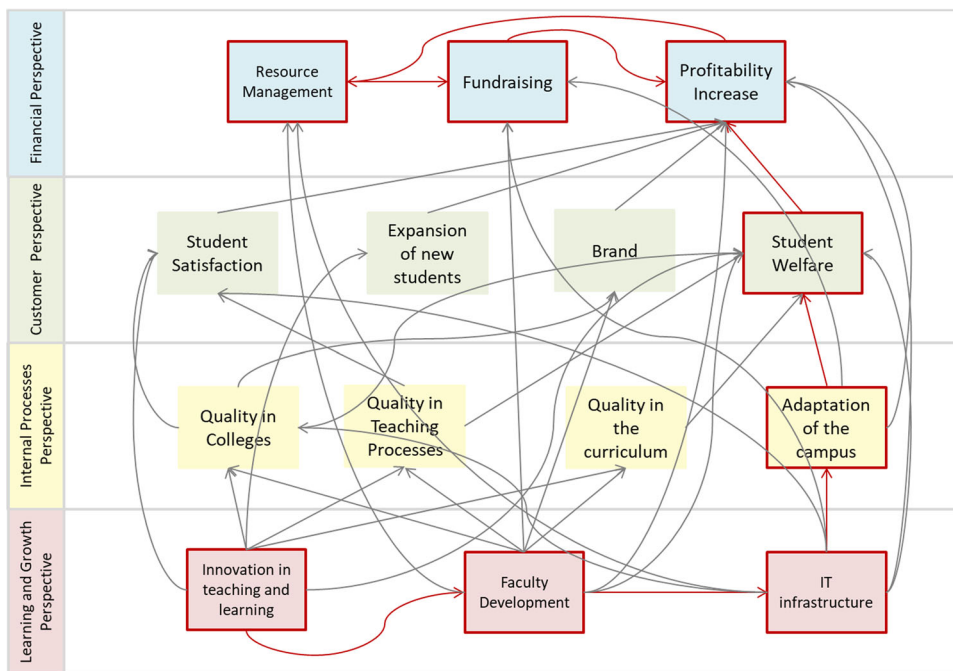 Financial Perspective
Resource
Management
Fundraising
Profitability
Increase
Customer Perspective
Student
Satisfaction
Expansion
of new
students
Brand
Student
Welfare
Internal Processes
Perspective
Quality in
Colleges
Quality in
Teaching
Processes
Quality in
the
curriculum
Adaptation
of the
campus
Learning and Growth
Perspective
Innovation in
teaching and
learning
Faculty
Development
IT
infrastructure